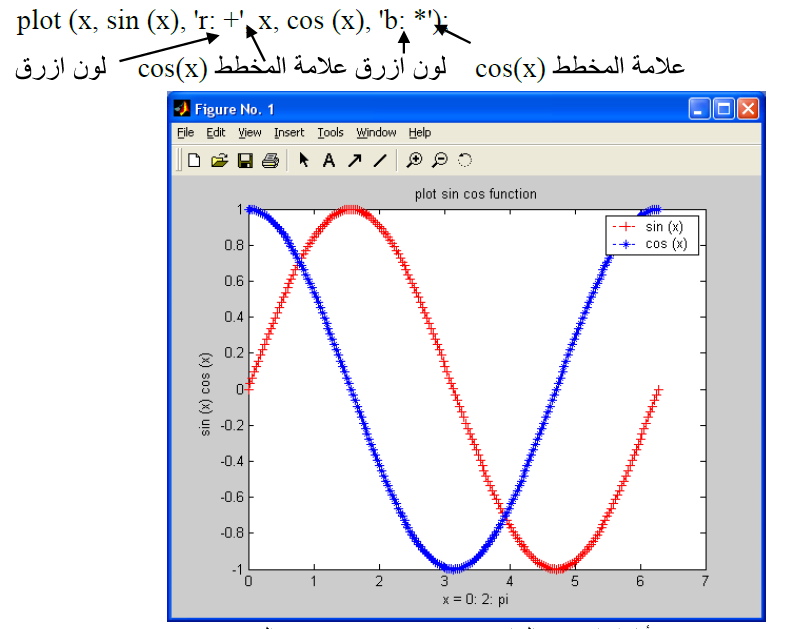 plot (x, sin (x), 'r: +', x, cos (x), 'b: *');
لون ازرق cos(x) علامة المخطط لون أزرق cos(x) علامة المخطط
Figure No. 1
File Edit View Insert Tools Window Help
plot sin cos function
sin (x)
cos (x)
1
0.8
0.6
0.4
0.2
0
-0.2
-0.4
-0.6
-0.8
-1
sin (x) cos (x)
0 1 2 3 4 5 6 7
x = 0: 2: pi